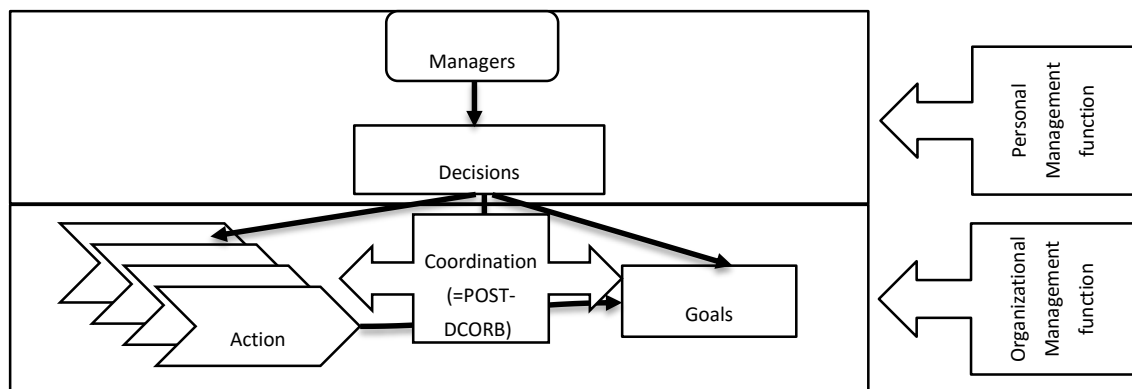 Managers
Decisions
Coordination
(=POST-
DCORB)
Action
Goals
Personal
Management
function
Organizational
Management
function